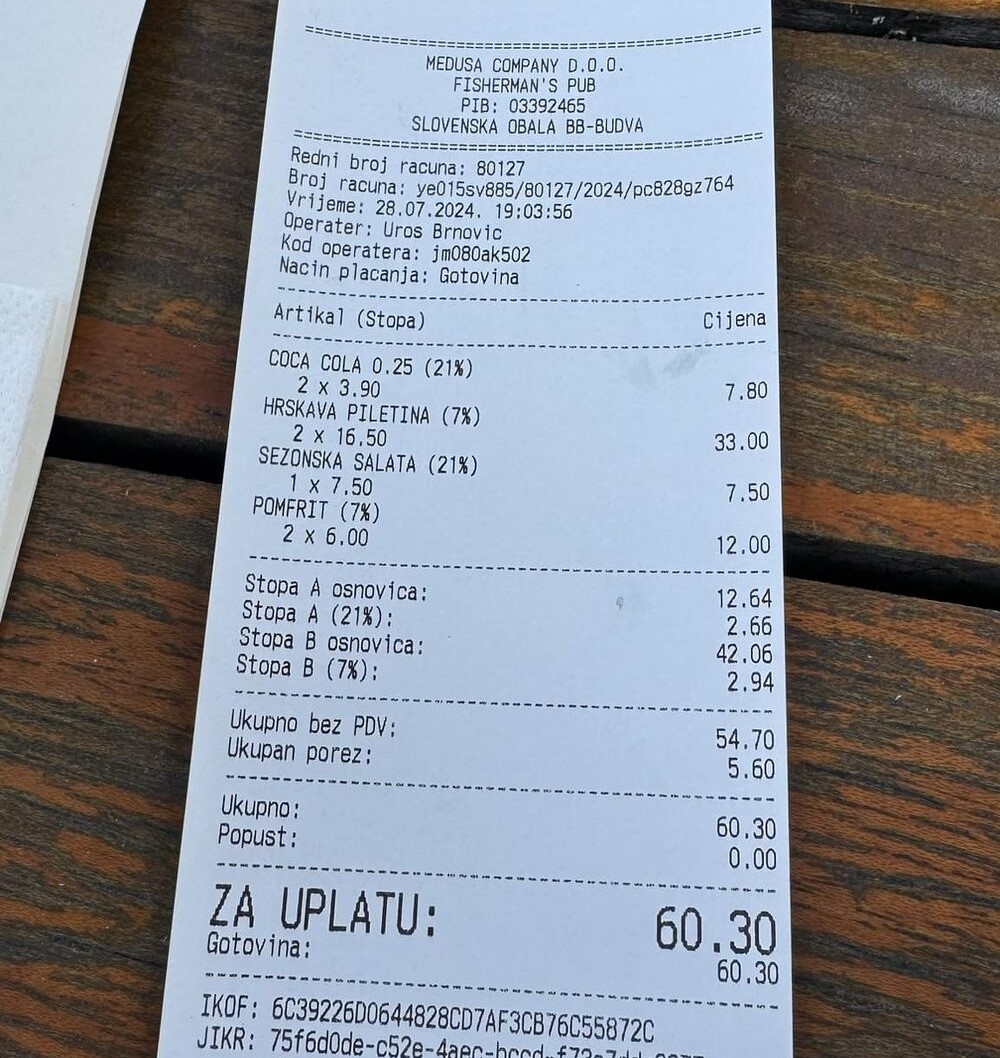 MEDUSA COMPANY D.O.O.
FISHERMAN'S PUB
PIB: 03392465
SLOVENSKA OBALA BB-BUDVA
Redni broj racuna: 80127
Broj racuna: ye015sv885/80127/2024/pc828gz764
Vrijeme: 28.07.2024. 19:03:56
Operater: Uros Brnovic
Kod operatera: jm080ak502
Nacin placanja: Gotovina
Artikal (Stopa) Cijena
COCA COLA 0.25 (21%)
2 x 3.90 7.80
HRSKAVA PILETINA (7%)
2 x 16.50 33.00
SEZONSKA SALATA (21%)
1 x 7.50 7.50
POMFRIT (7%)
2 x 6.00 12.00
Stopa A osnovica: 12.64
Stopa A (21%): 2.66
Stopa B osnovica: 42.06
Stopa B (7%): 2.94
Ukupno bez PDV: 54.70
Ukupan porez: 5.60
Ukupno: 60.30
Popust: 0.00
ZA UPLATU: 60.30
Gotovina: 60.30
IKOF: 6C39226D0644828CD7AF3CB76C55872C
JIKR: